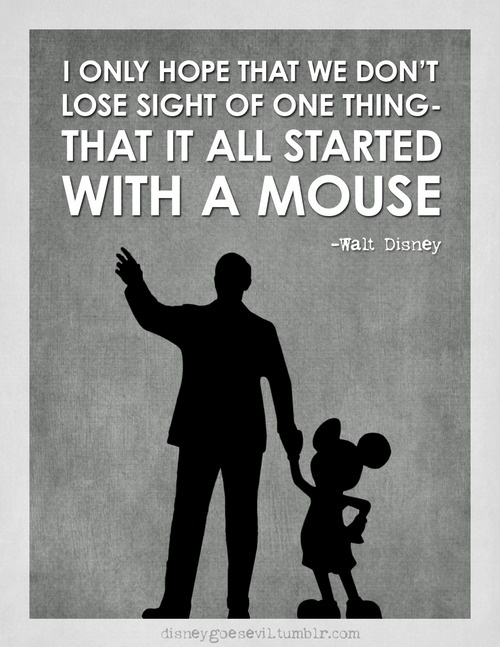 I ONLY HOPE THAT WE DON'T
LOSE SIGHT OF ONE THING-
THAT IT ALL STARTED
WITH A MOUSE
-Walt Disney
disneygoesevil.tumblr.com